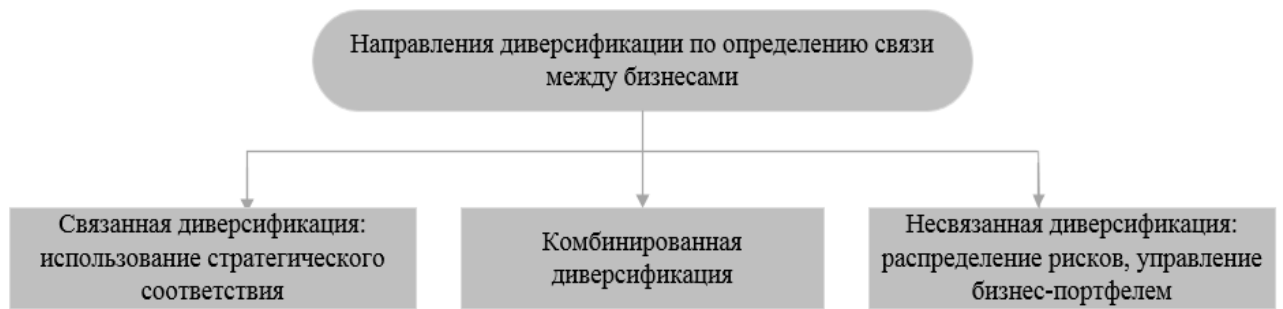 Направления диверсификации по определению связи
между бизнесами
Связанная диверсификация:
использование стратегического
соответствия
Комбинированная
диверсификация
Несвязанная диверсификация:
распределение рисков, управление
бизнес-портфелем